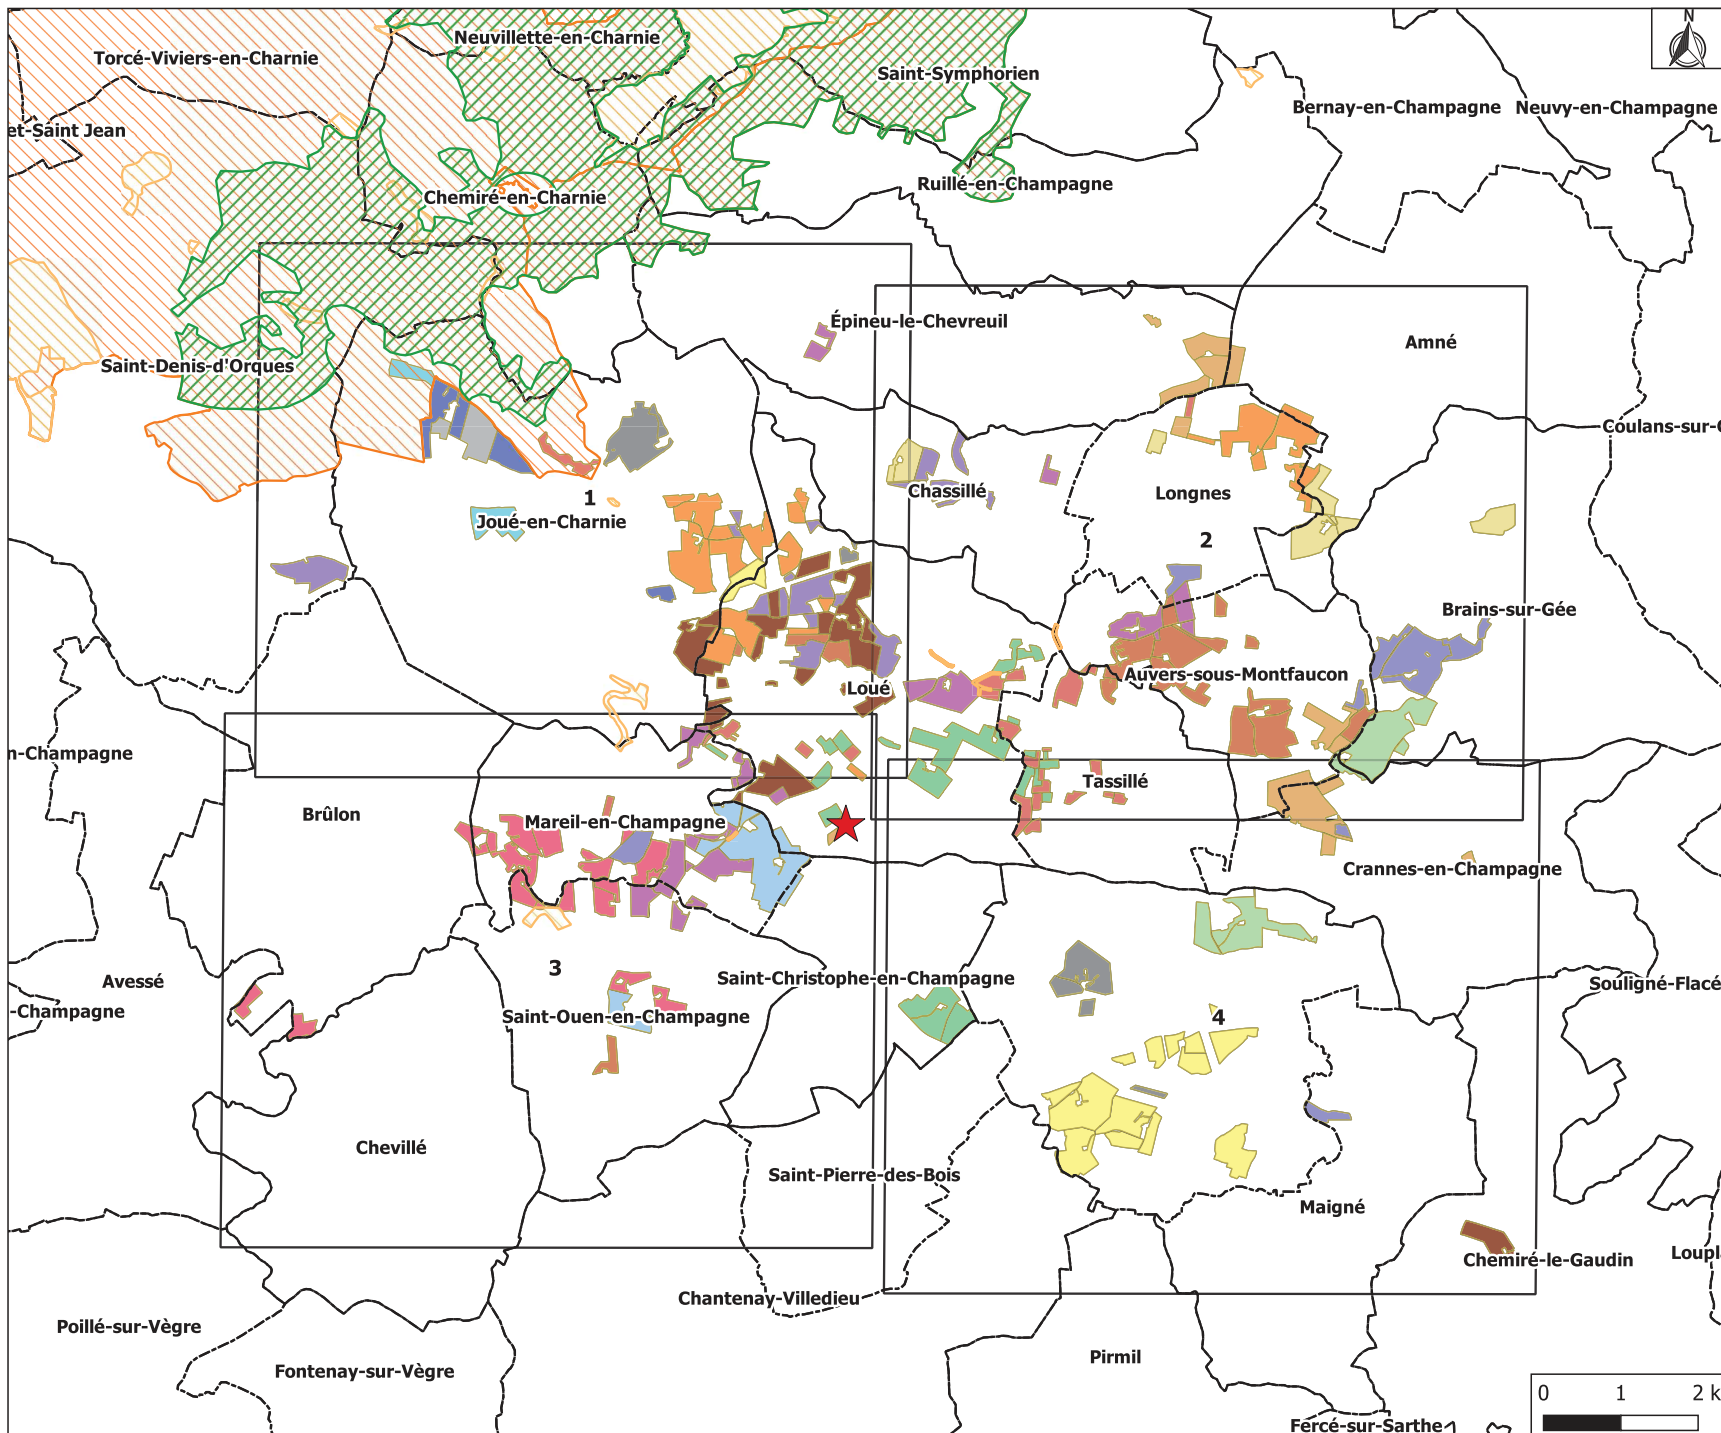 N
Neuvillette-en-Charnie
Torcé-Viviers-en-Charnie
Saint-Symphorien
Bernay-en-Champagne
Neuvy-en-Champagne
et-Saint Jean
Ruillé-en-Champagne
Chemiré-en-Charnie
Épineu-le-Chevreuil
Amné
Saint-Denis-d'Orques
Coulans-sur-G
Chassillé
Longnes
1
Joué-en-Charnie
2
Brains-sur-Gée
Auvers-sous-Montfaucon
Loué
n-Champagne
Tassillé
Brûlon
Mareil-en-Champagne
Crannes-en-Champagne
3
Saint-Christophe-en-Champagne
Avessé
Souligné-Flacé
-Champagne
Saint-Ouen-en-Champagne
4
Chevillé
Saint-Pierre-des-Bois
Maigné
Chemiré-le-Gaudin
Loupl
Chantenay-Villedieu
Poillé-sur-Vègre
Pirmil
Fontenay-sur-Vègre
0 1 2 k
Fercé-sur-Sarthe